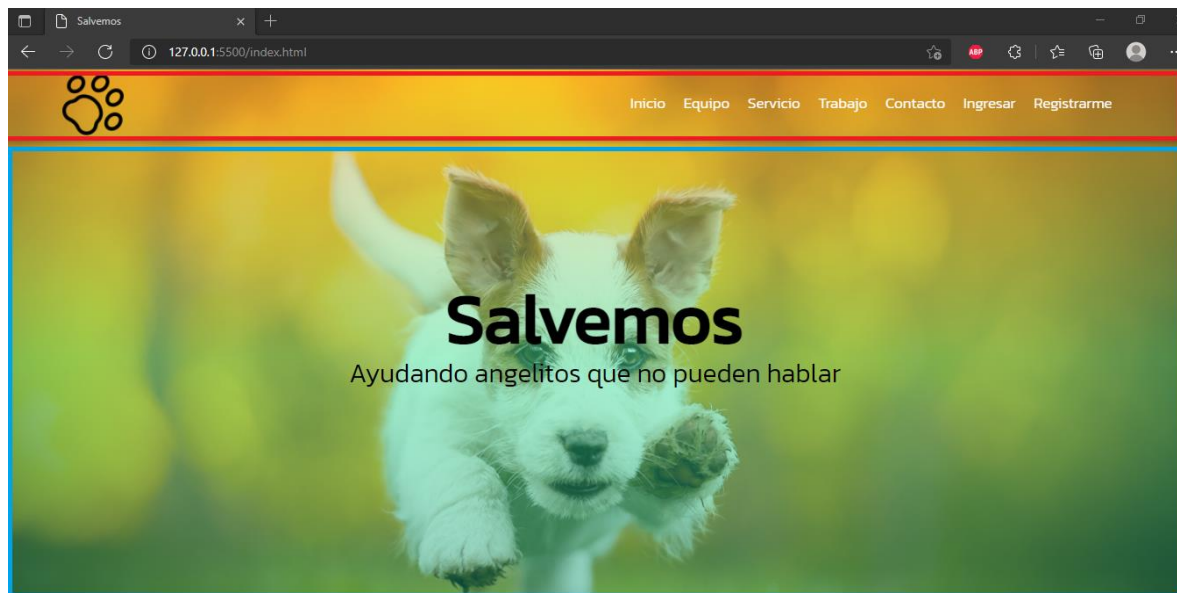 Salvemos
127.0.0.1:5500/index.html
ABP
Inicio Equipo Servicio Trabajo Contacto Ingresar Registrarme
Salvemos
Ayudando angelitos que no pueden hablar